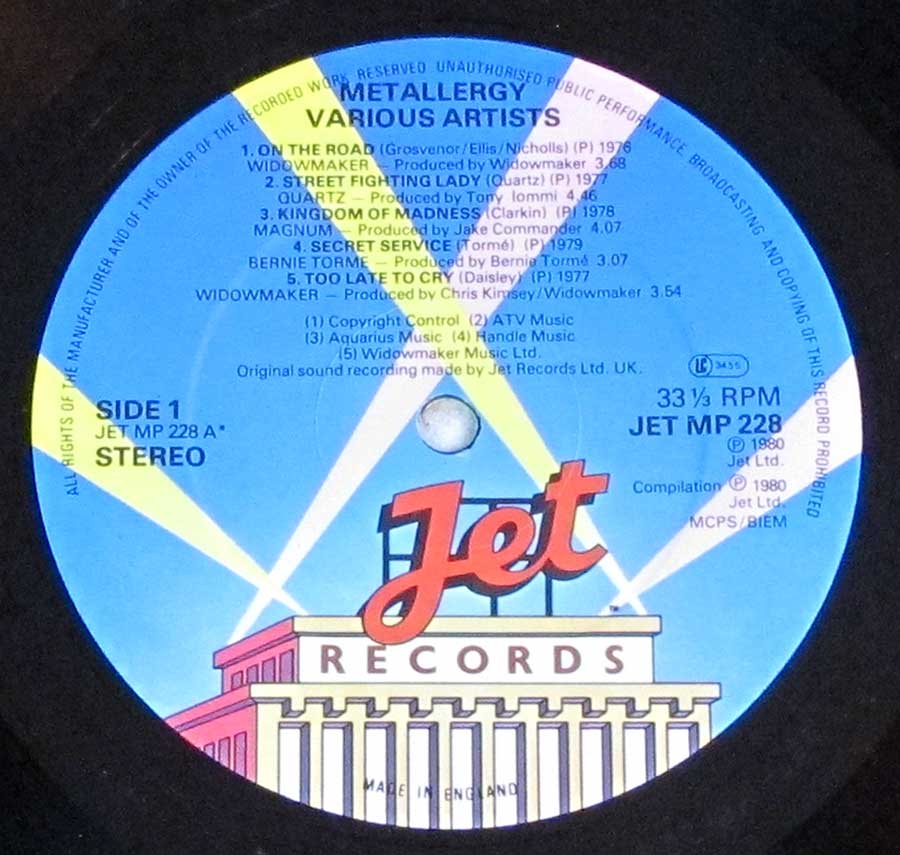 ALL RIGHTS OF THE MANUFACTURER AND OF THE OWNER OF THE RECORDED WORK RESERVED UNAUTHORISED PUBLIC PERFORMANCE BROADCASTING AND COPYING OF THIS RECORD PROHIBITED
METALLERGY
VARIOUS ARTISTS
1. ON THE ROAD (Grosvenor/Ellis/Nicholls) (P) 1976
WIDOWMAKER — Produced by Widowmaker 3.68
2. STREET FIGHTING LADY (Quartz) (P) 1977
QUARTZ — Produced by Tony Iommi 4.46
3. KINGDOM OF MADNESS (Clarkin) (P) 1978
MAGNUM — Produced by Jake Commander 4.07
4. SECRET SERVICE (Tormé) (P) 1979
BERNIE TORME — Produced by Bernie Tormé 3.07
5. TOO LATE TO CRY (Daisley) (P) 1977
WIDOWMAKER — Produced by Chris Kimsey/Widowmaker 3.54
(1) Copyright Control (2) ATV Music
(3) Aquarius Music (4) Handle Music
(5) Widowmaker Music Ltd.
Original sound recording made by Jet Records Ltd. UK.
LC 3455
SIDE 1
JET MP 228 A*
STEREO
33 1/3 RPM
JET MP 228
℗ 1980
Jet Ltd.
Compilation ℗ 1980
Jet Ltd.
MCPS/BIEM
Jet
™
RECORDS
MADE IN ENGLAND